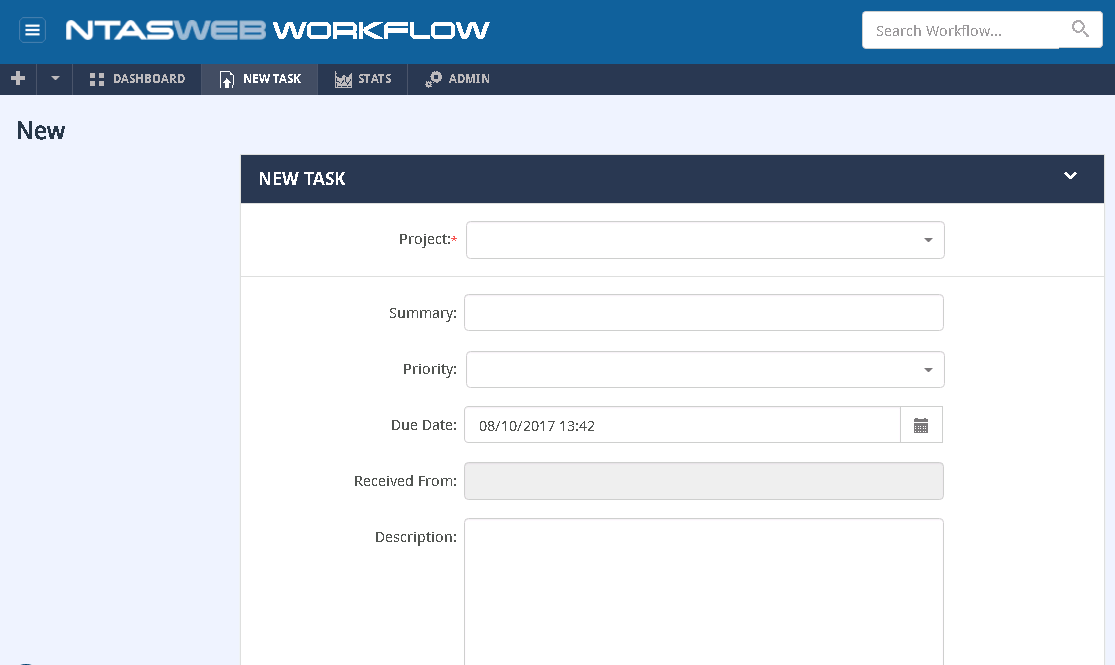 NTASWEB WORKFLOW
Search Workflow...
DASHBOARD NEW TASK STATS ADMIN
New
NEW TASK
Project:*
Summary:
Priority:
Due Date: 08/10/2017 13:42
Received From:
Description: